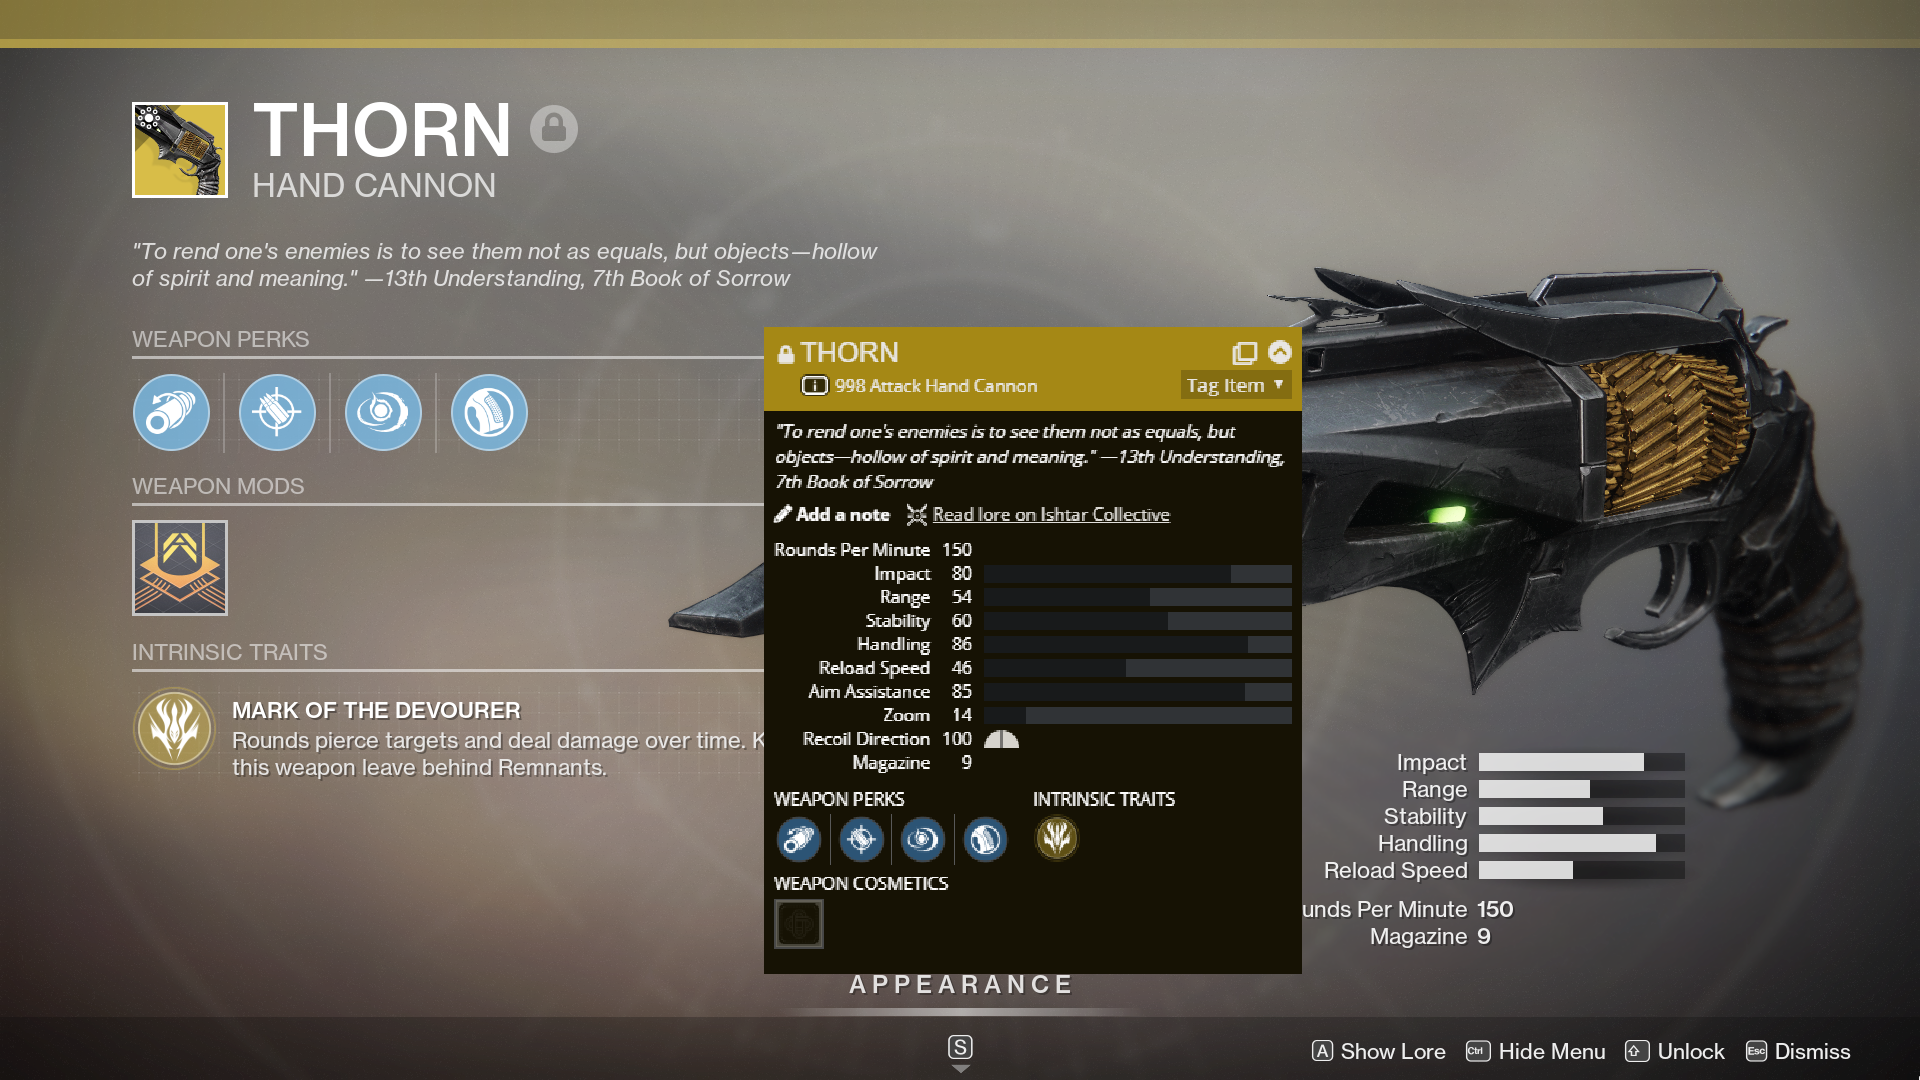 THORN
HAND CANNON
"To rend one's enemies is to see them not as equals, but objects—hollow
of spirit and meaning." —13th Understanding, 7th Book of Sorrow
WEAPON PERKS
WEAPON MODS
INTRINSIC TRAITS
MARK OF THE DEVOURER
Rounds pierce targets and deal damage over time. K
this weapon leave behind Remnants.
THORN
998 Attack Hand Cannon
Tag Item
"To rend one's enemies is to see them not as equals, but
objects—hollow of spirit and meaning." —13th Understanding,
7th Book of Sorrow
Add a note Read lore on Ishtar Collective
Rounds Per Minute 150
Impact 80
Range 54
Stability 60
Handling 86
Reload Speed 46
Aim Assistance 85
Zoom 14
Recoil Direction 100
Magazine 9
WEAPON PERKS INTRINSIC TRAITS
WEAPON COSMETICS
Impact
Range
Stability
Handling
Reload Speed
unds Per Minute 150
Magazine 9
APPEARANCE
S
A Show Lore Ctrl Hide Menu Unlock Esc Dismiss